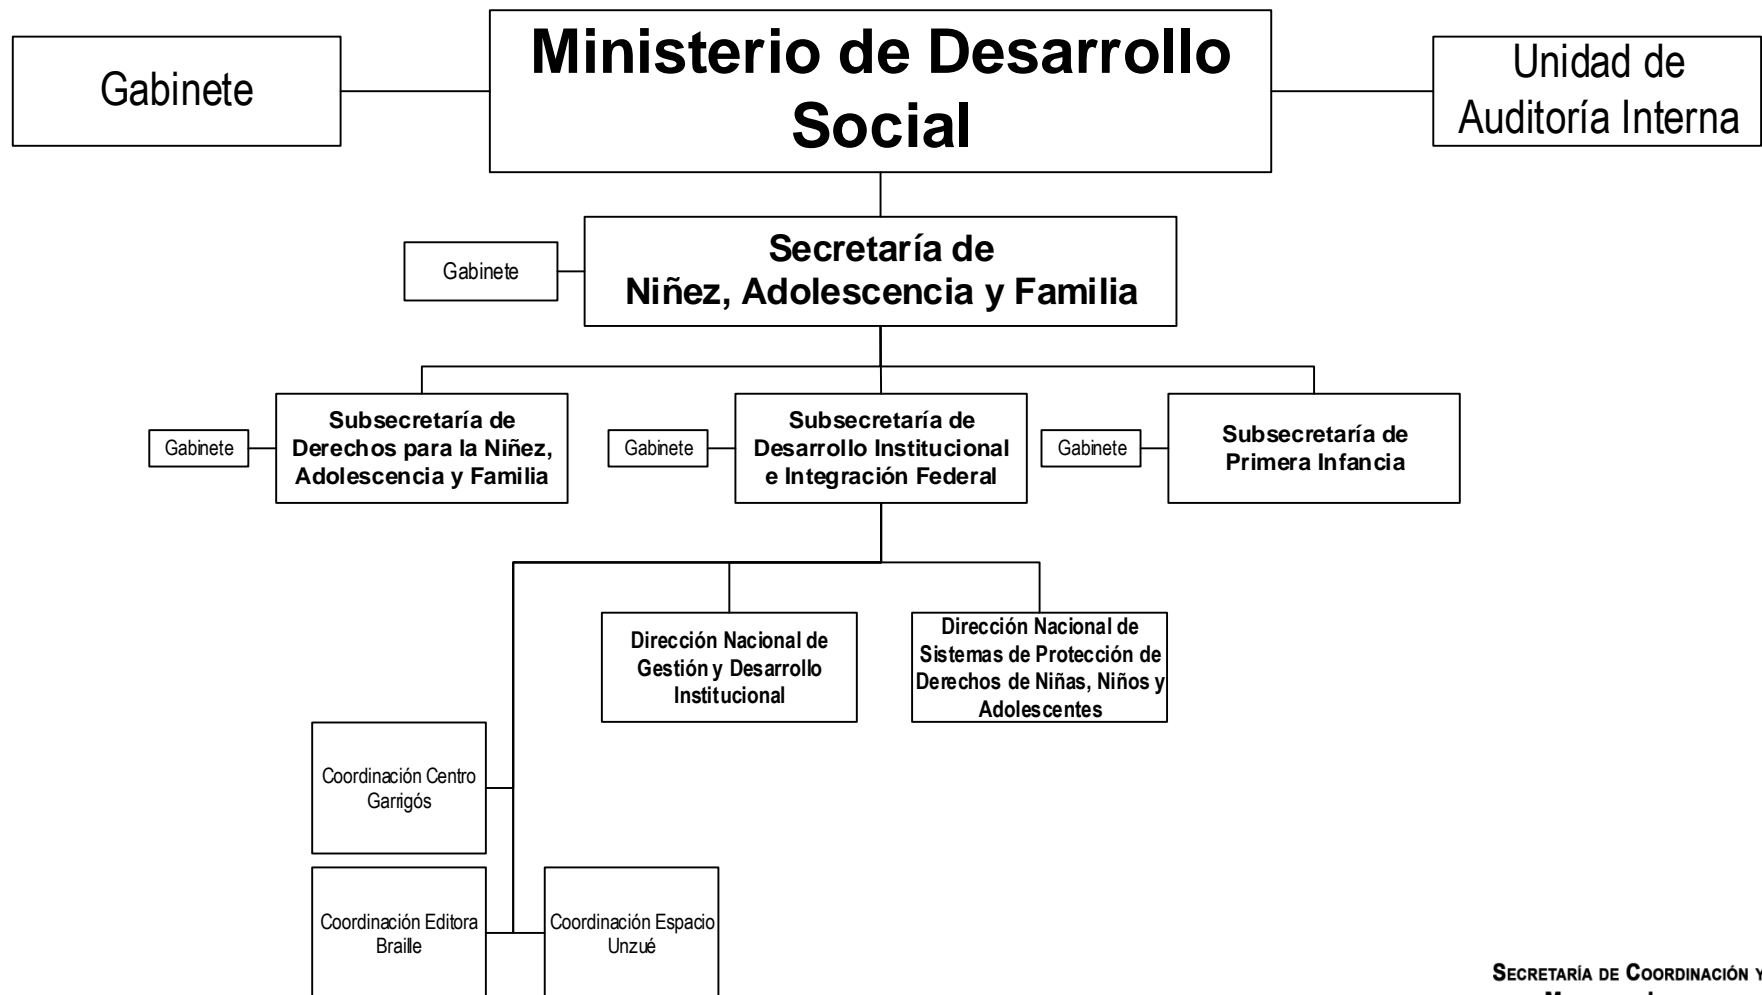 Gabinete
Ministerio de Desarrollo
Social
Unidad de
Auditoría Interna
Gabinete
Secretaría de
Niñez, Adolescencia y Familia
Gabinete
Subsecretaría de
Derechos para la Niñez,
Adolescencia y Familia
Gabinete
Subsecretaría de
Desarrollo Institucional
e Integración Federal
Gabinete
Subsecretaría de
Primera Infancia
Dirección Nacional de
Gestión y Desarrollo
Institucional
Dirección Nacional de
Sistemas de Protección de
Derechos de Niñas, Niños y
Adolescentes
Coordinación Centro
Garrigós
Coordinación Editora
Braille
Coordinación Espacio
Unzué
SECRETARÍA DE COORDINACIÓN Y